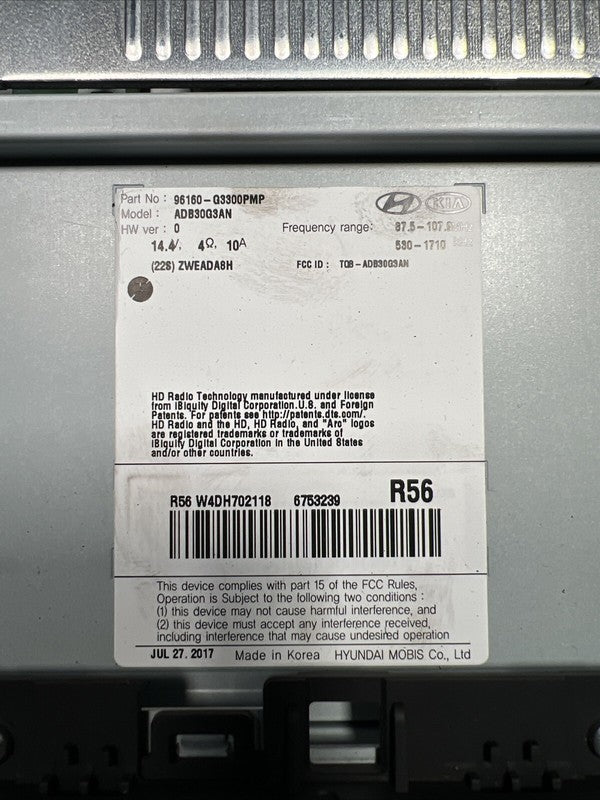 Part No : 96160-G3300PMP
KIA
Model : ADB30G3AN
HW ver : 0
Frequency range: 87.5-107.9
14.4V, 4Ω, 10A
530-1710
(22S) ZWEADA8H
FCC ID : TQ8-ADB30G3AN
HD Radio Technology manufactured under license
from iBiquity Digital Corporation.U.S. and Foreign
Patents. For patents see http://patents.dts.com/.
HD Radio and the HD, HD Radio, and "Arc" logos
are registered trademarks or trademarks of
iBiquity Digital Corporation in the United States
and/or other countries.
R56 W4DH702118 6753239 R56
This device complies with part 15 of the FCC Rules,
Operation is Subject to the following two conditions :
(1) this device may not cause harmful interference, and
(2) this device must accept any interference received,
including interference that may cause undesired operation
JUL 27. 2017 Made in Korea HYUNDAI MOBIS Co., Ltd